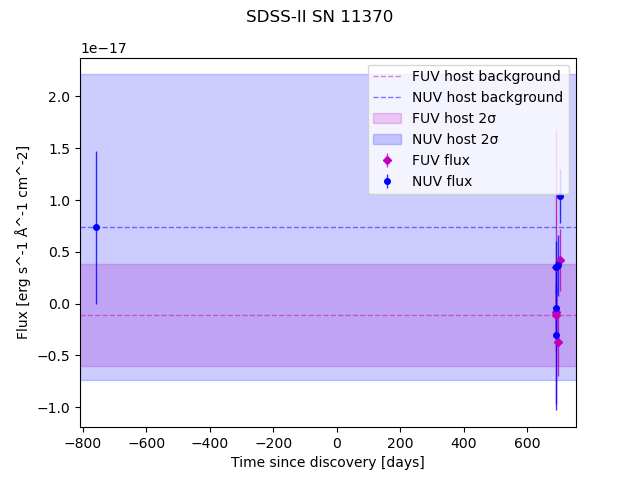 SDSS-II SN 11370
1e−17
FUV host background
NUV host background
FUV host 2σ
NUV host 2σ
FUV flux
NUV flux
2.0
1.5
1.0
0.5
0.0
−0.5
−1.0
Flux [erg s^-1 Å^-1 cm^-2]
−800
−600
−400
−200
0
200
400
600
Time since discovery [days]